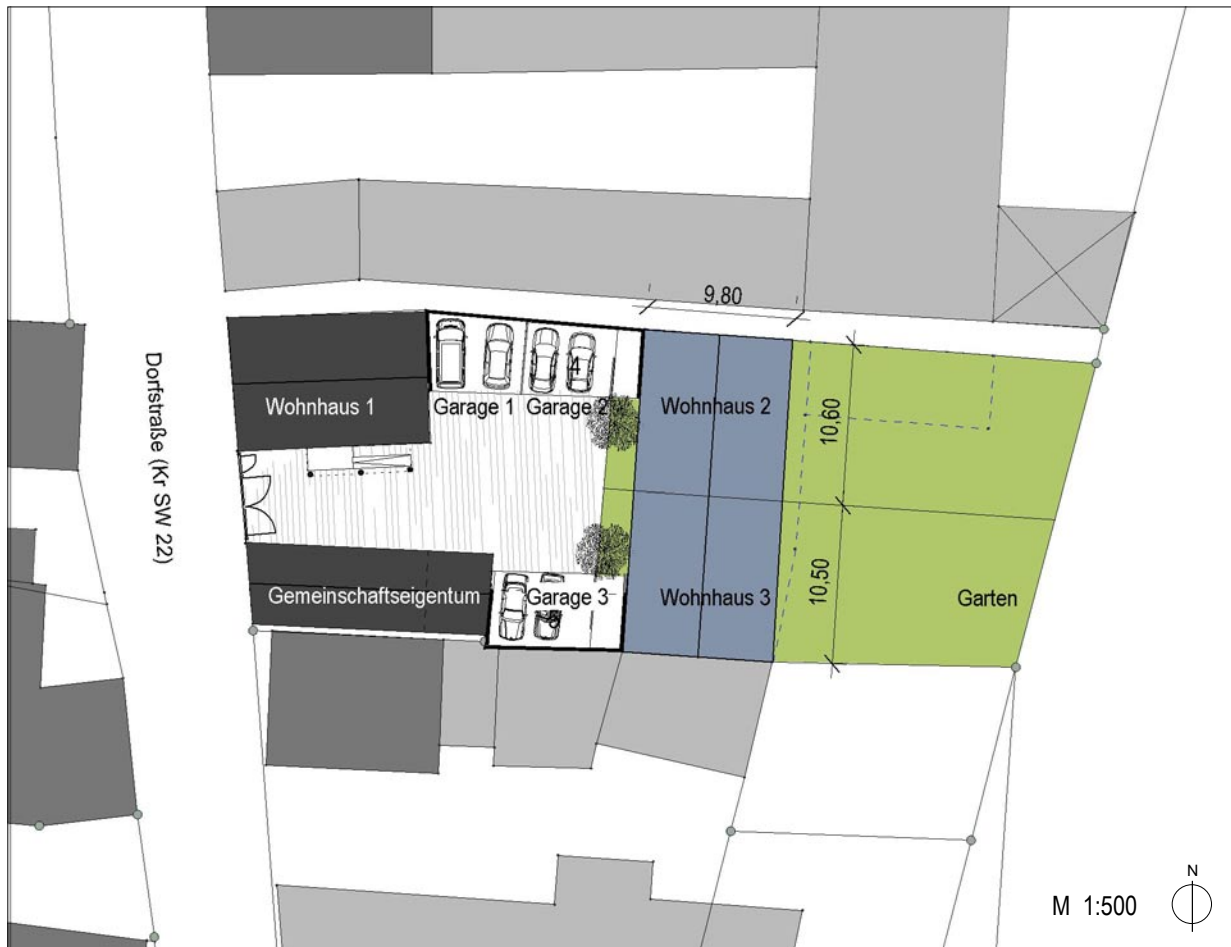 9,80
4
Wohnhaus 1
Garage 1
Garage 2
Wohnhaus 2
10,60
Dorfstraße (Kr SW 22)
Gemeinschaftseigentum
Garage 3
Wohnhaus 3
10,50
Garten
M 1:500
N